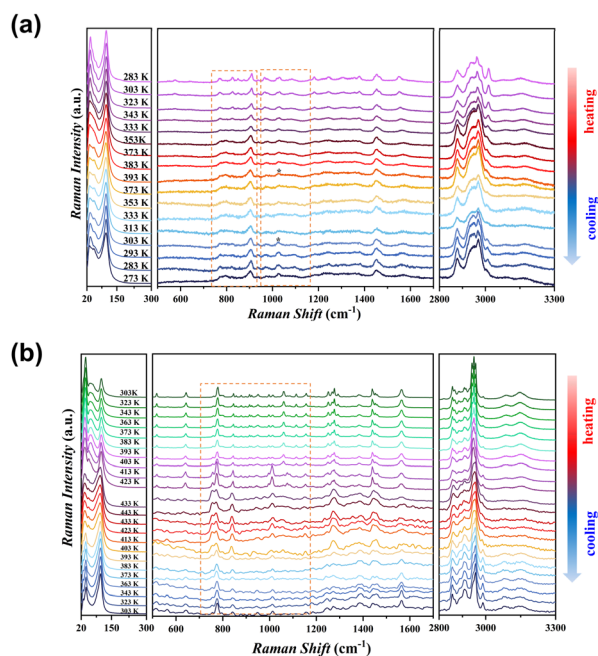 (a)
Raman Intensity (a.u.)
283 K
303 K
323 K
343 K
333 K
353K
373 K
383 K
393 K
373 K
353 K
333 K
313 K
303 K
293 K
283 K
273 K
*
*
heating
cooling
20 150 300 600 800 1000 1200 1400 1600 2800 3000 3300
Raman Shift (cm-1)
(b)
Raman Intensity (a.u.)
303K
323 K
343 K
363 K
373 K
383 K
393 K
403 K
413 K
423 K
433 K
443 K
433 K
423 K
413 K
403 K
393 K
383 K
373 K
363 K
343 K
323 K
303 K
heating
cooling
20 150 300 600 800 1000 1200 1400 1600 2800 3000 3300
Raman Shift (cm-1)